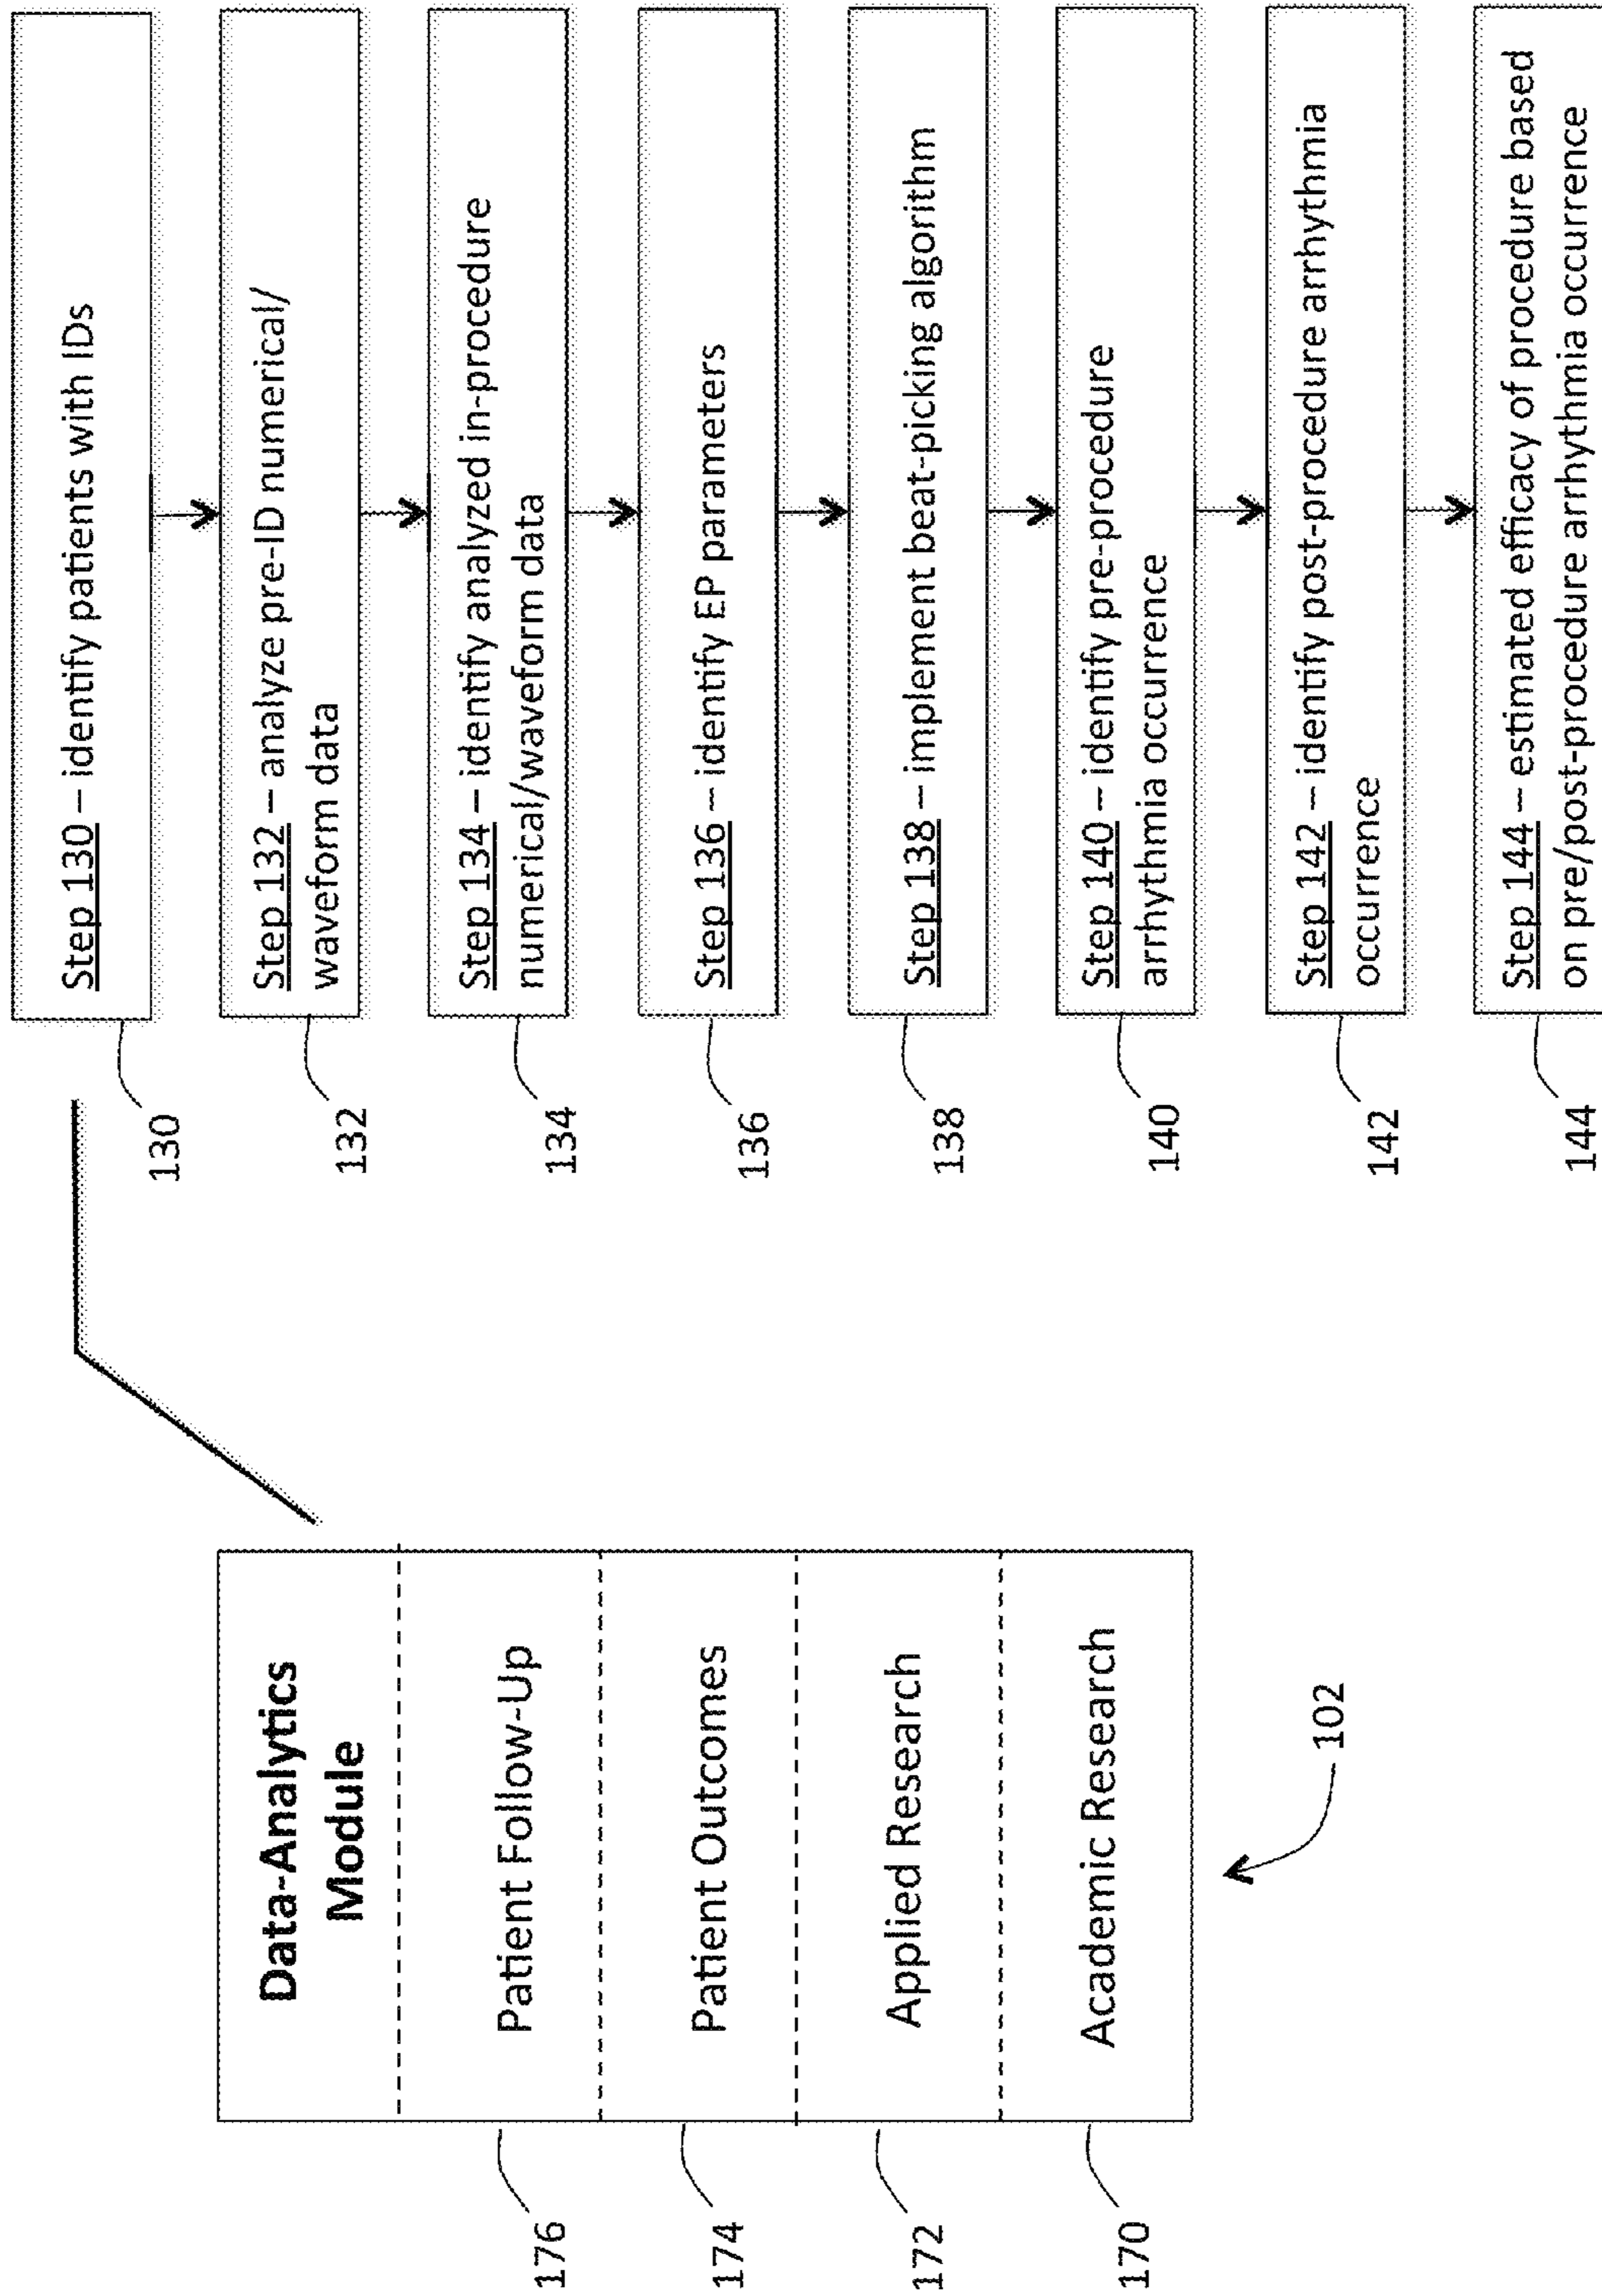 Data-Analytics
Module
Patient Follow-Up
Patient Outcomes
Applied Research
Academic Research
176
174
172
170
102
Step 130 – identify patients with IDs
Step 132 – analyze pre-ID numerical/
waveform data
Step 134 – identify analyzed in-procedure
numerical/waveform data
Step 136 – identify EP parameters
Step 138 – implement beat-picking algorithm
Step 140 – identify pre-procedure
arrhythmia occurrence
Step 142 – identify post-procedure arrhythmia
occurrence
Step 144 – estimated efficacy of procedure based
on pre/post-procedure arrhythmia occurrence
130
132
134
136
138
140
142
144